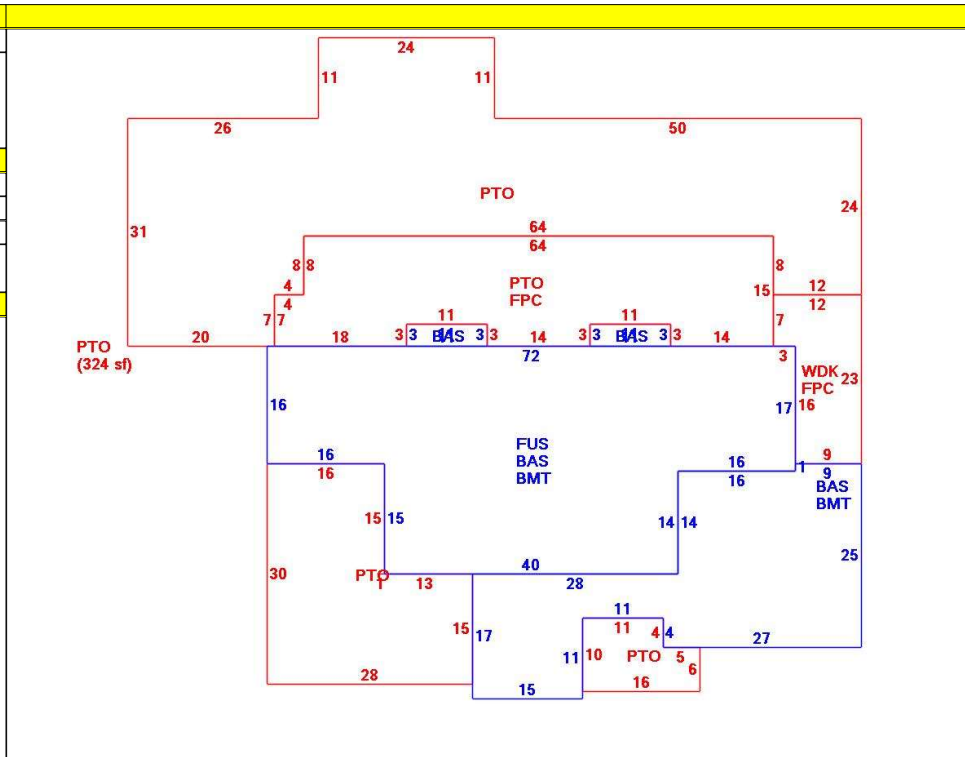 24
11 11
26 50
PTO
31 24
64
64
8 8 8
4 PTO 15 12
4 FPC 12
7 7 11 11 7
20 18 3 3 BAS 3 3 14 3 3 BAS 3 3 14
PTO
(324 sf)
72 3
WDK 23
FPC
16 17 16
FUS
BAS
BMT
16 16 1 9
16 16 9
BAS
BMT
15 15 14 14
25
40
30 PTO 1 13 28
11
15 17 11 4 4 27
11 10 PTO 5
6
28 15 16